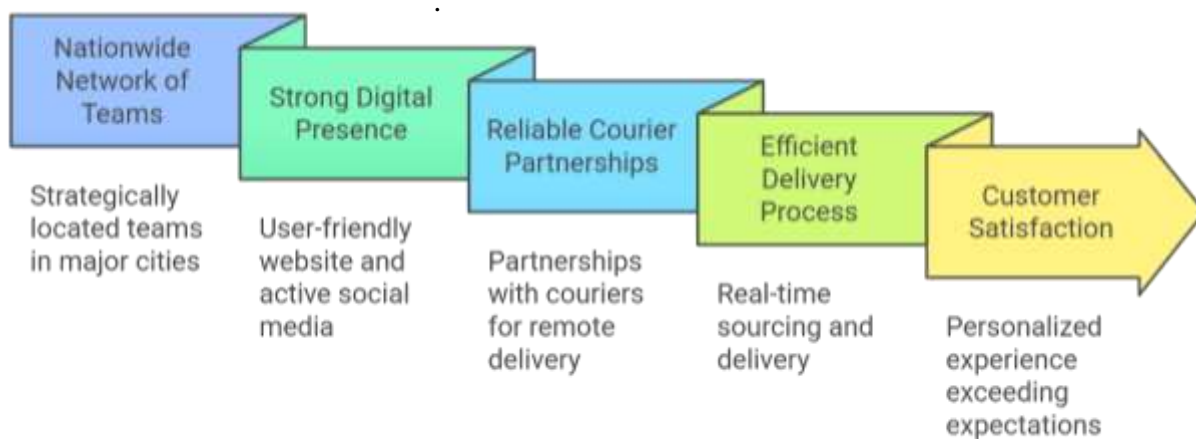 .
Nationwide
Network of
Teams
Strategically
located teams
in major cities
Strong Digital
Presence
User-friendly
website and
active social
media
Reliable Courier
Partnerships
Partnerships
with couriers
for remote
delivery
Efficient
Delivery
Process
Real-time
sourcing and
delivery
Customer
Satisfaction
Personalized
experience
exceeding
expectations